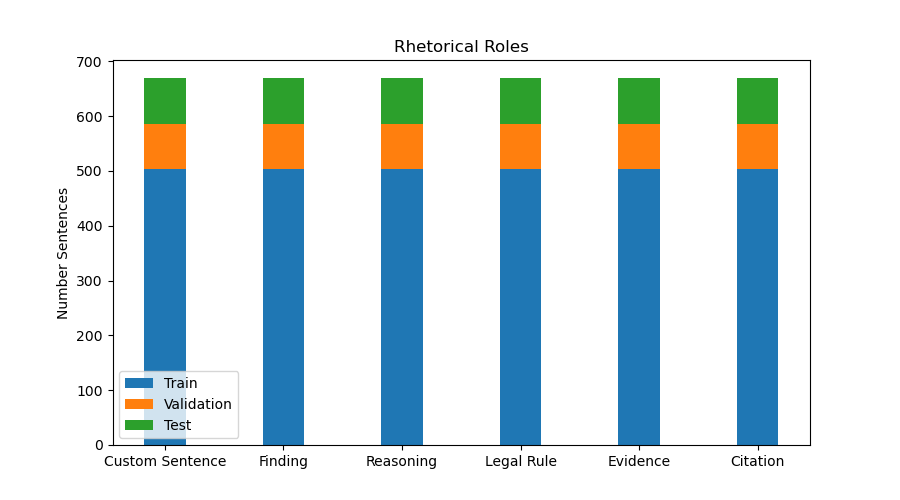 Rhetorical Roles
700
600
500
400
300
200
100
0
Number Sentences
Train
Validation
Test
Custom Sentence Finding Reasoning Legal Rule Evidence Citation